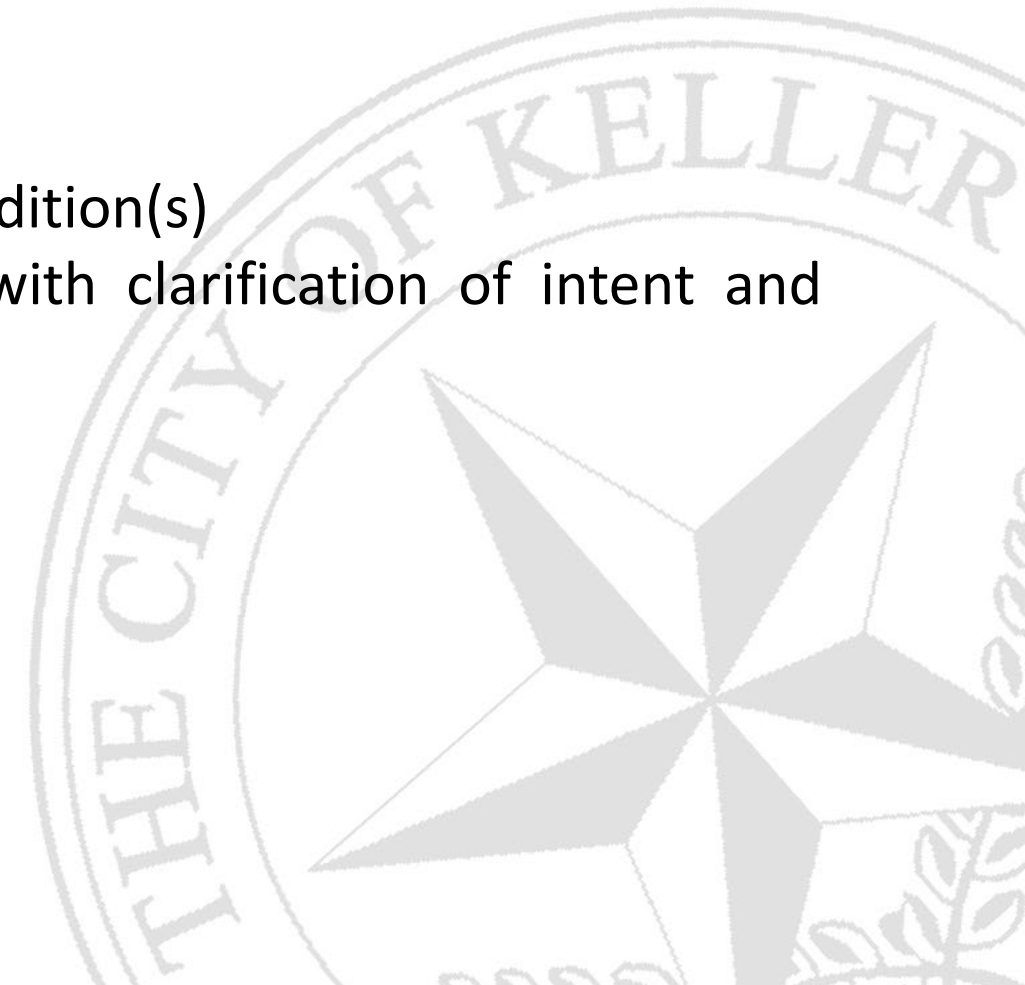 THE CITY OF KELLER
dition(s)
with clarification of intent and